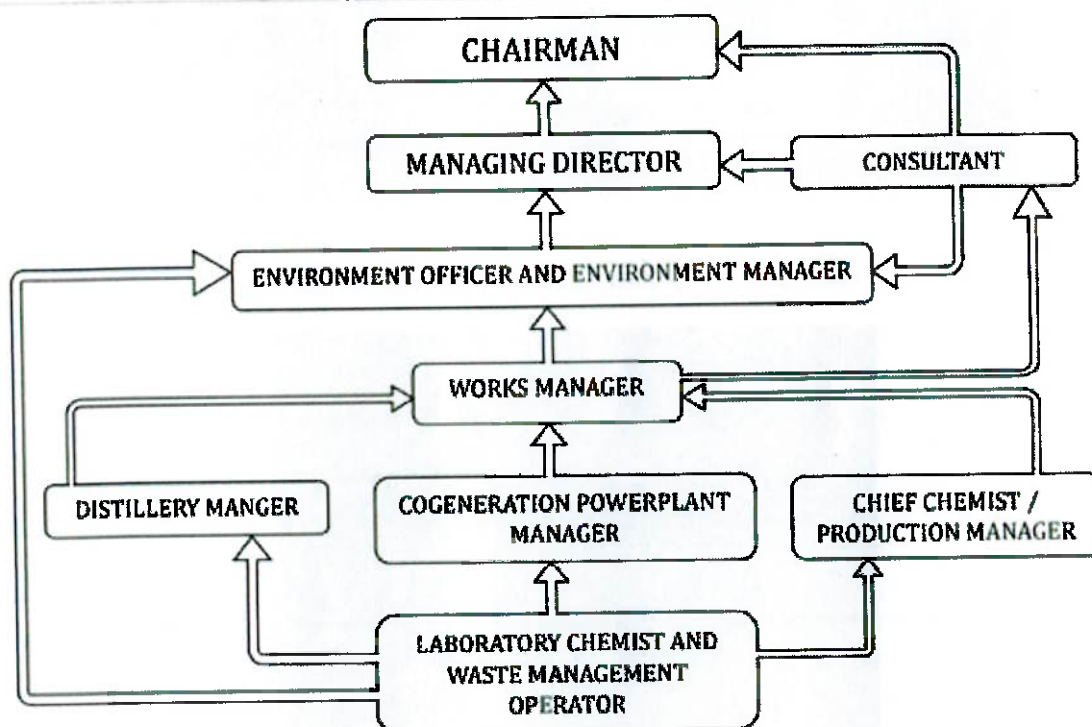 CHAIRMAN
MANAGING DIRECTOR
CONSULTANT
ENVIRONMENT OFFICER AND ENVIRONMENT MANAGER
WORKS MANAGER
DISTILLERY MANGER
COGENERATION POWERPLANT
MANAGER
CHIEF CHEMIST /
PRODUCTION MANAGER
LABORATORY CHEMIST AND
WASTE MANAGEMENT
OPERATOR